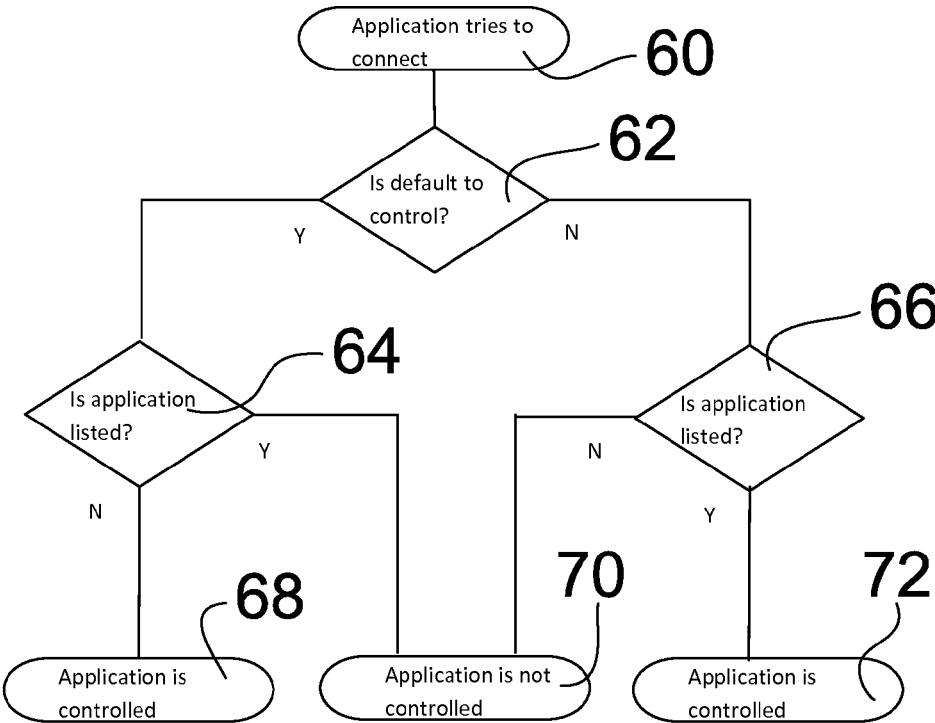 Application tries to
connect
60
62
Is default to
control?
Y
N
66
64
Is application
listed?
Is application
listed?
Y
N
N
Y
70
72
68
Application is
controlled
Application is not
controlled
Application is
controlled